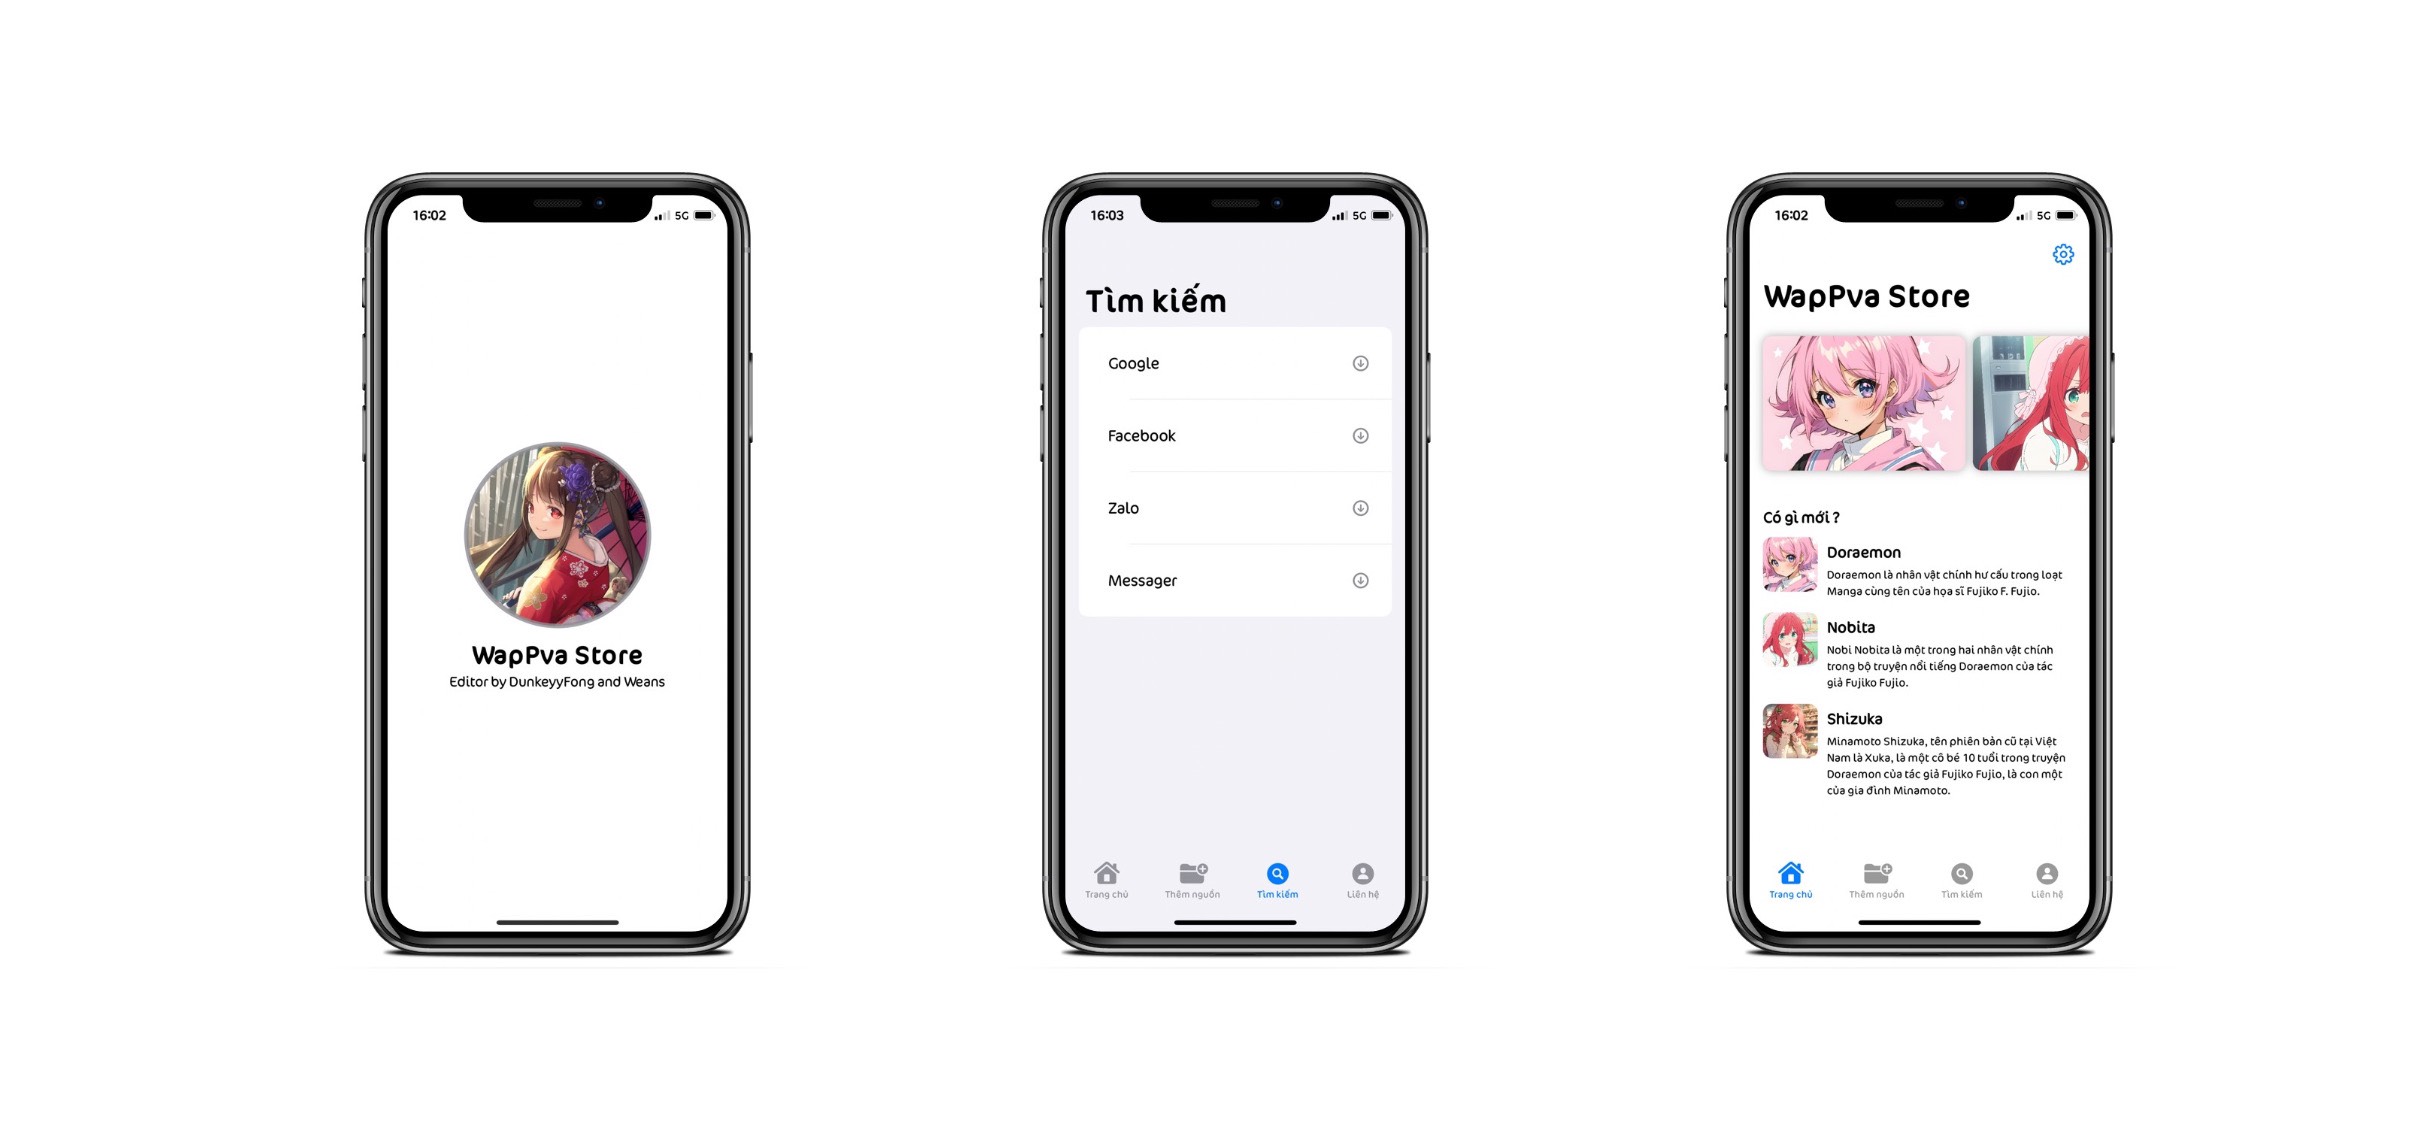 16:02
5G
WapPva Store
Editor by DunkeyyFong and Weans
16:03
5G
Tìm kiếm
Google
Facebook
Zalo
Messager
Trang chủ
Thêm nguồn
Tìm kiếm
Liên hệ
16:02
5G
WapPva Store
Có gì mới ?
Doraemon
Doraemon là nhân vật chính hư cấu trong loạt
Manga cùng tên của họa sĩ Fujiko F. Fujio.
Nobita
Nobi Nobita là một trong hai nhân vật chính
trong bộ truyện nổi tiếng Doraemon của tác
giả Fujiko Fujio.
Shizuka
Minamoto Shizuka, tên phiên bản cũ tại Việt
Nam là Xuka, là một cô bé 10 tuổi trong truyện
Doraemon của tác giả Fujiko Fujio, là con một
của gia đình Minamoto.
Trang chủ
Thêm nguồn
Tìm kiếm
Liên hệ